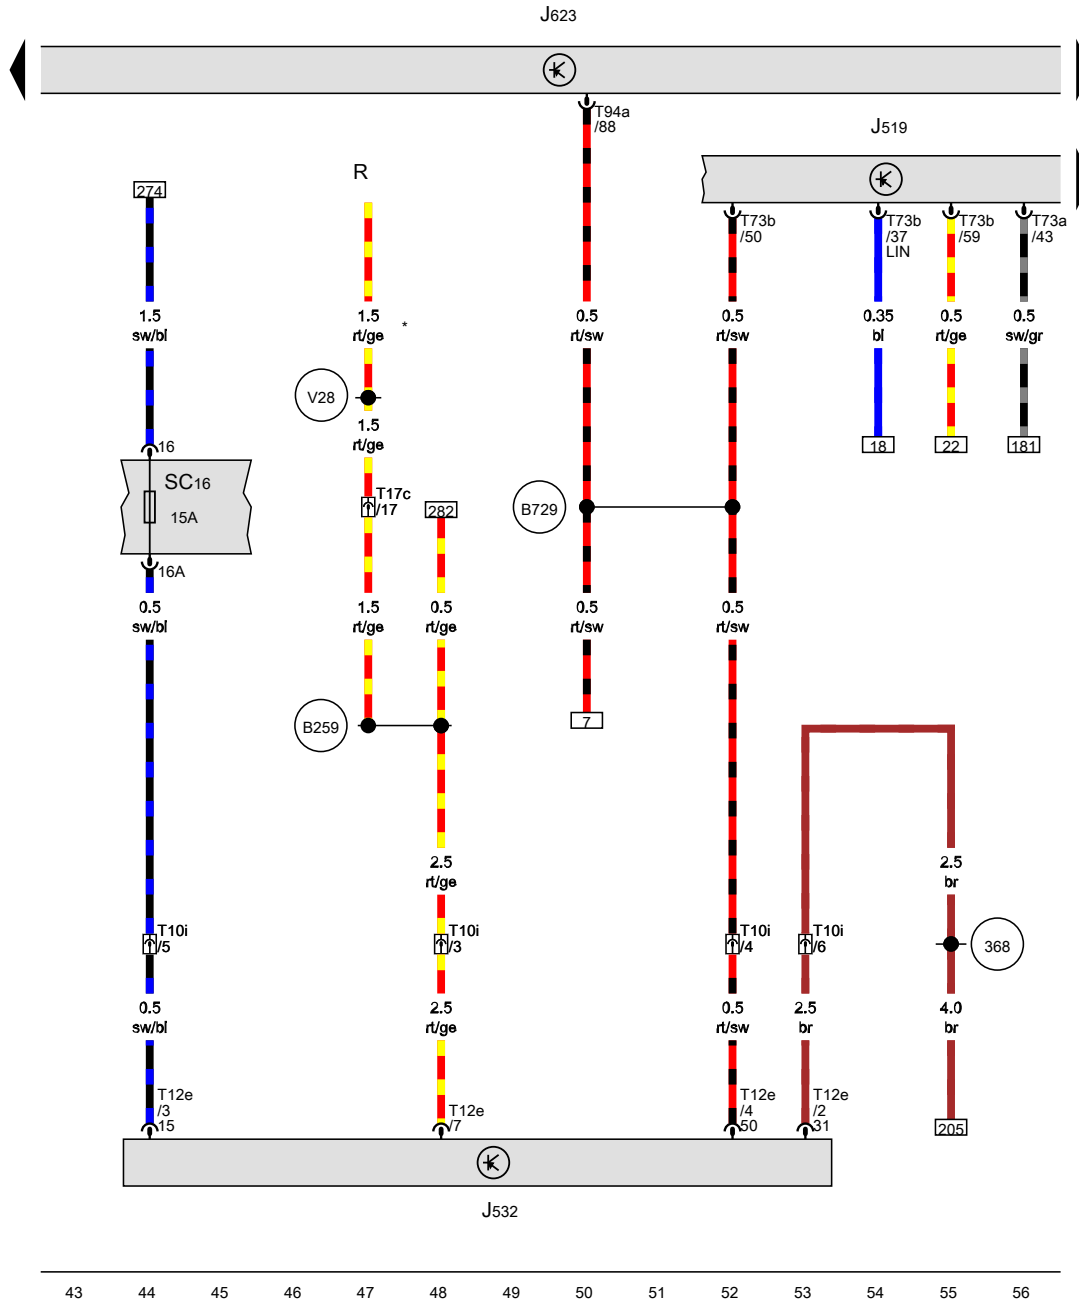 J623
T94a
/88
J519
R
274
T73b
/50
T73b
/37
LIN
T73b
/59
T73a
/43
1.5
sw/bl
1.5
rt/ge
*
0.5
rt/sw
0.5
rt/sw
0.35
bl
0.5
rt/ge
0.5
sw/gr
V28
1.5
rt/ge
16
18
22
181
SC16
15A
T17c
/17
282
B729
16A
0.5
sw/bl
1.5
rt/ge
0.5
rt/ge
0.5
rt/sw
0.5
rt/sw
B259
7
2.5
rt/ge
2.5
br
T10i
/5
T10i
/3
T10i
/4
T10i
/6
368
0.5
sw/bl
2.5
rt/ge
0.5
rt/sw
2.5
br
4.0
br
T12e
/3
15
T12e
/7
T12e
/4
50
T12e
/2
31
205
J532
43 44 45 46 47 48 49 50 51 52 53 54 55 56